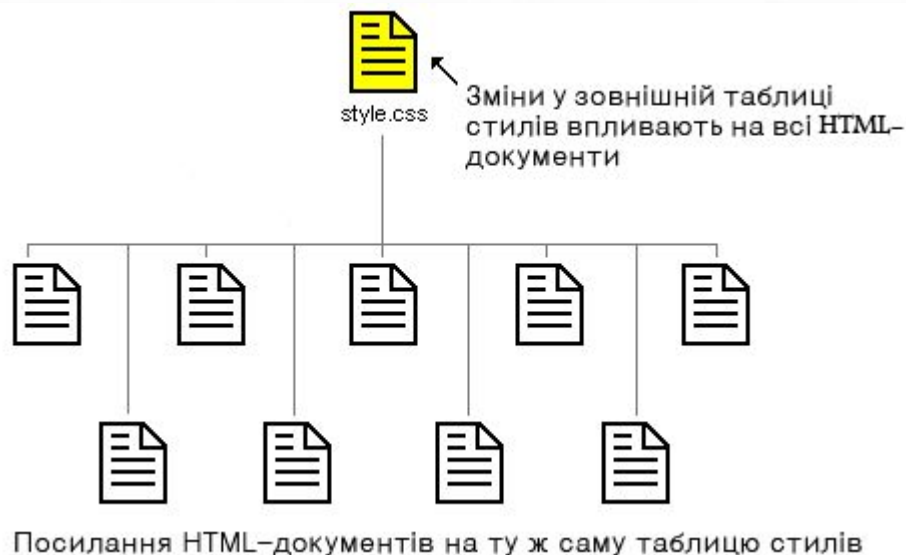 style.css
Зміни у зовнішній таблиці
стилів впливають на всі HTML-
документи
Посилання HTML-документів на ту ж саму таблицю стилів